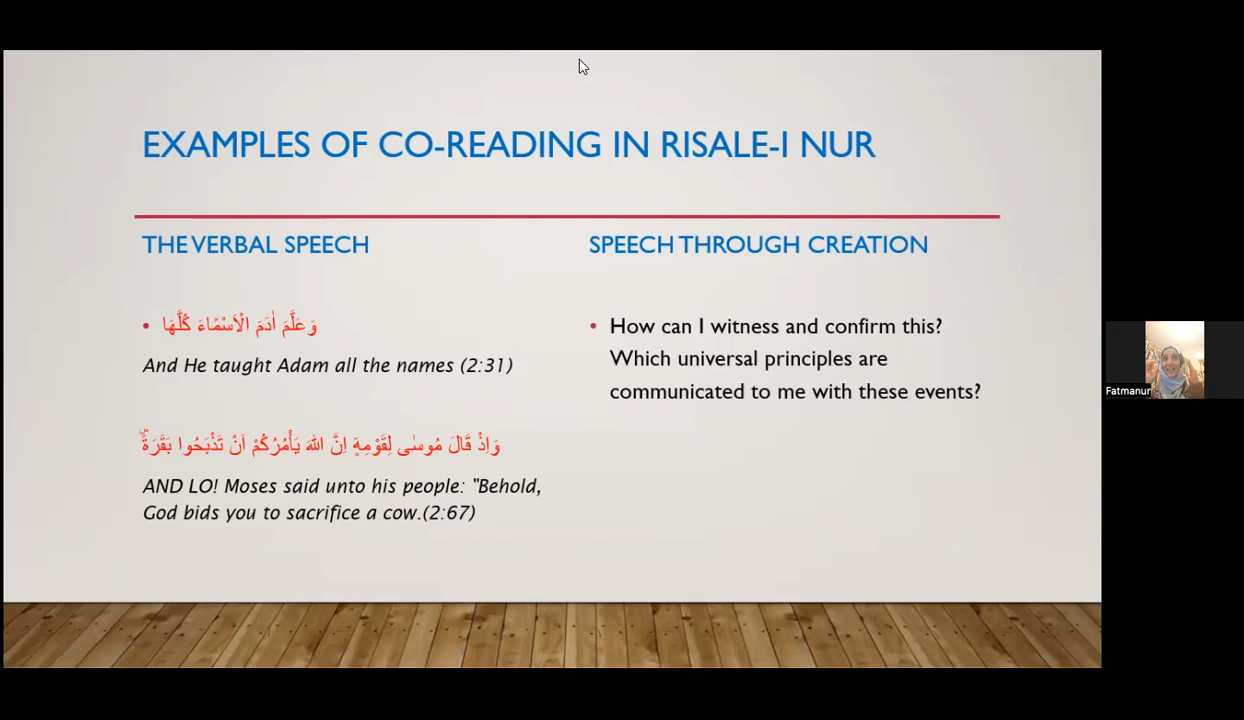 EXAMPLES OF CO-READING IN RISALE-I NUR
THE VERBAL SPEECH
• وَعَلَّمَ اٰدَمَ الْاَسْمَٓاءَ كُلَّهَا
And He taught Adam all the names (2:31)
وَاِذْ قَالَ مُوسٰى لِقَوْمِهٖٓ اِنَّ اللّٰهَ يَأْمُرُكُمْ اَنْ تَذْبَحُوا بَقَرَةًۜ
AND LO! Moses said unto his people: "Behold,
God bids you to sacrifice a cow.(2:67)
SPEECH THROUGH CREATION
• How can I witness and confirm this?
Which universal principles are
communicated to me with these events?
Fatmanur